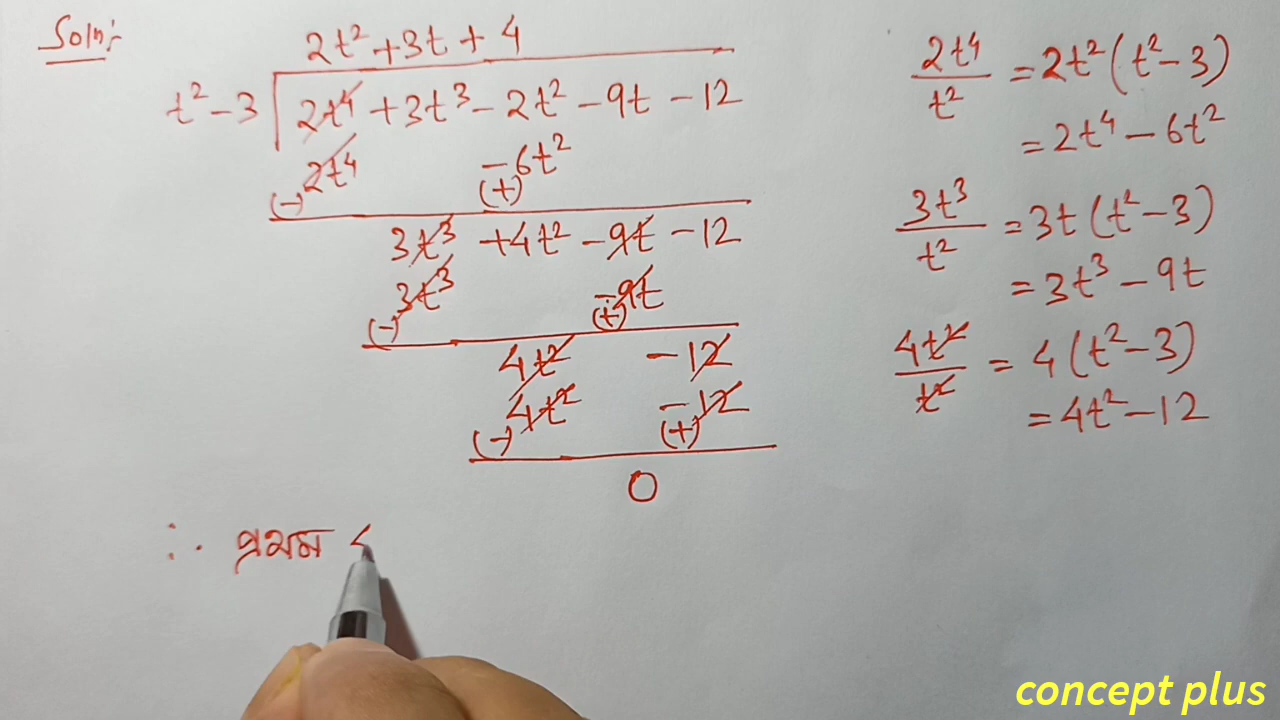 Soln:-
2t² + 3t + 4
t² - 3 | 2t⁴ + 3t³ - 2t² - 9t - 12
2t⁴ - 6t²
(-) (+)
3t³ + 4t² - 9t - 12
3t³ - 9t
(-) (+)
4t² - 12
4t² - 12
(-) (+)
0
∴ প্রথম
2t⁴/t² = 2t² (t² - 3)
= 2t⁴ - 6t²
3t³/t² = 3t (t² - 3)
= 3t³ - 9t
4t²/t² = 4 (t² - 3)
= 4t² - 12
concept plus